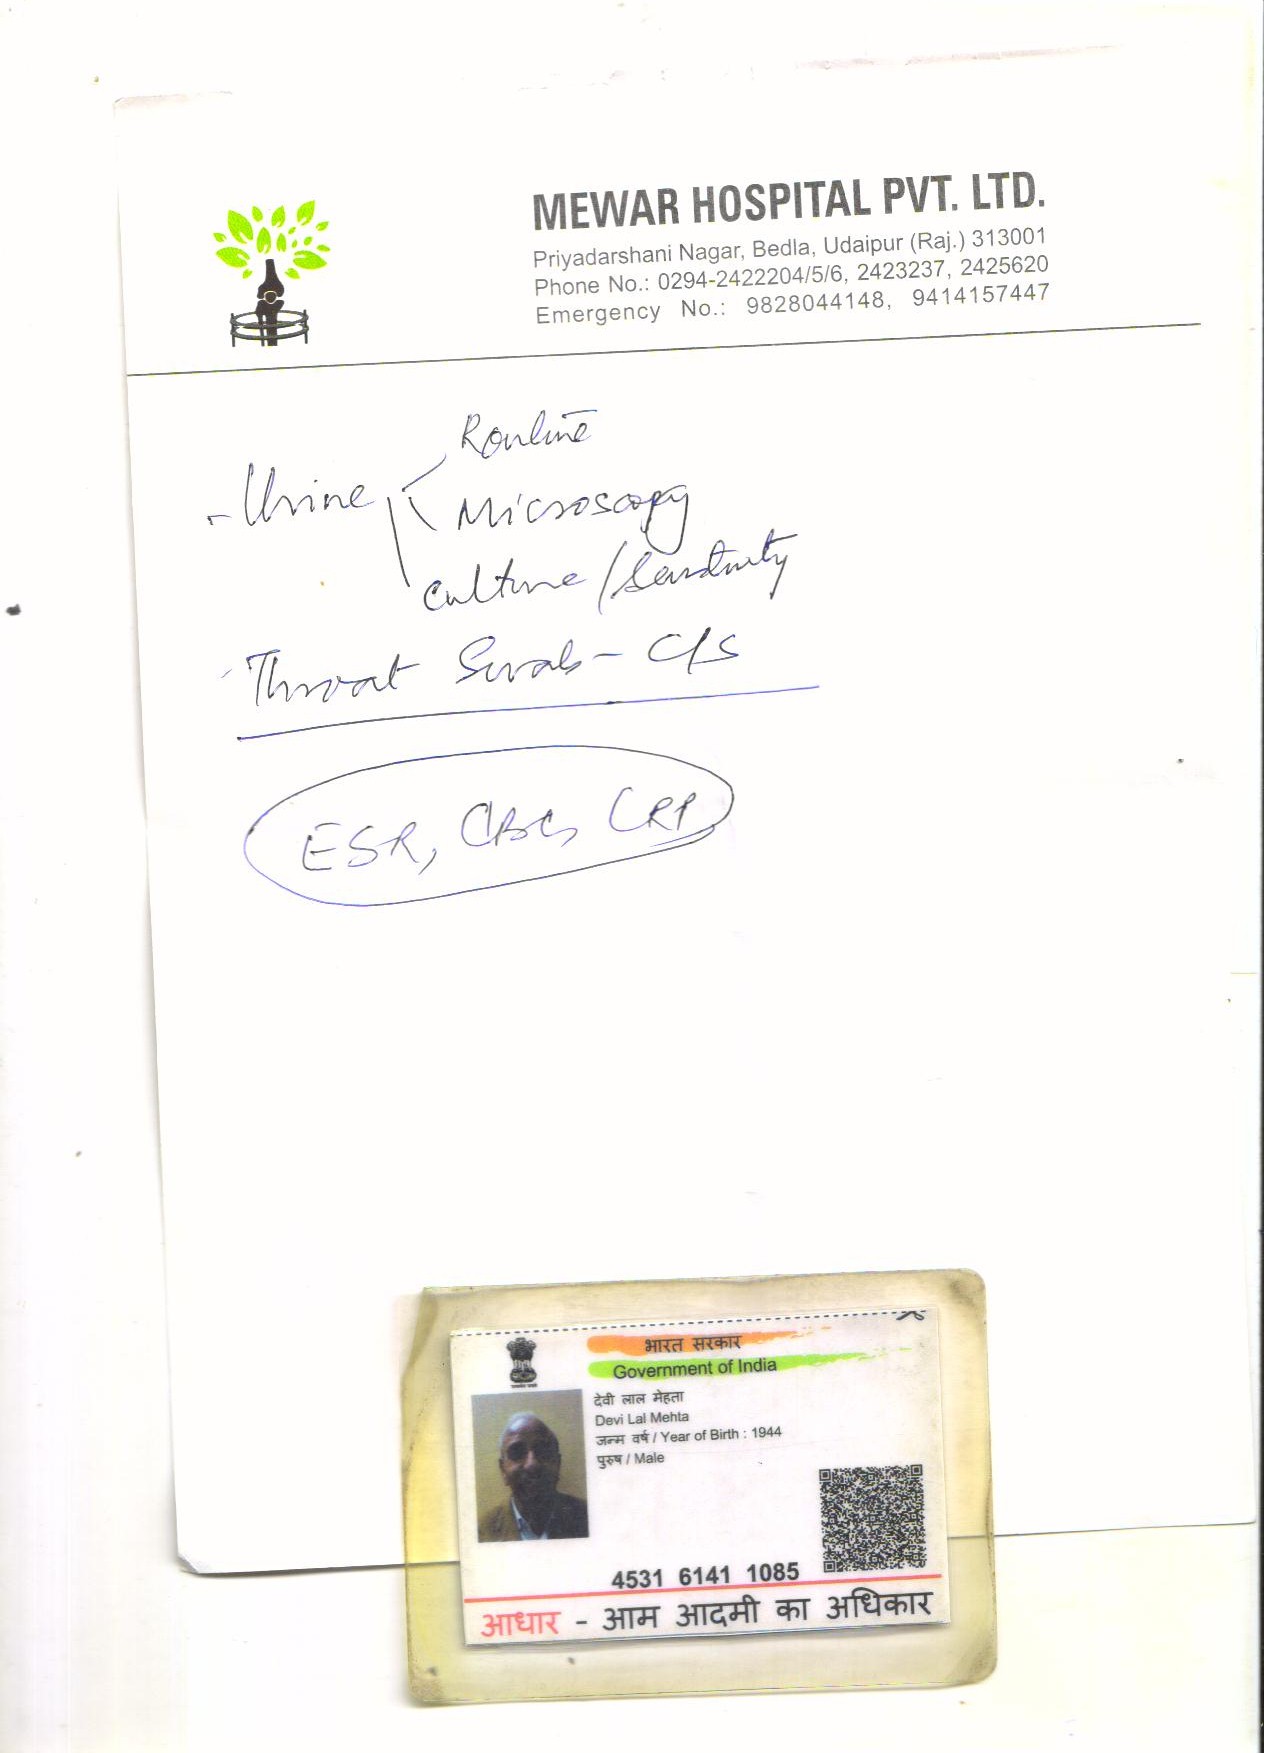 MEWAR HOSPITAL PVT. LTD.
Priyadarshani Nagar, Bedla, Udaipur (Raj.) 313001
Phone No.: 0294-2422204/5/6, 2423237, 2425620
Emergency No.: 9828044148, 9414157447
Routine
- Urine Microscopy
Culture / Sensitivity
Throat Swab - C/S
ESR, CBC, CRP
भारत सरकार
Government of India
देवी लाल मेहता
Devi Lal Mehta
जन्म वर्ष / Year of Birth : 1944
पुरुष / Male
4531 6141 1085
आधार - आम आदमी का अधिकार